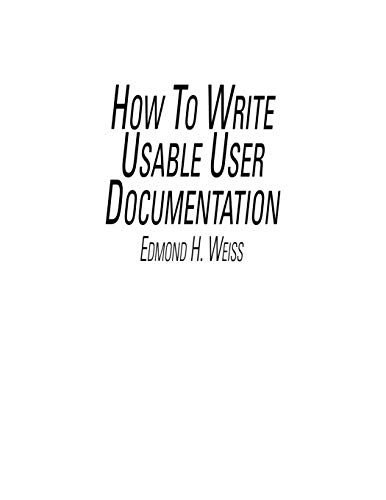 HOW TO WRITE
USABLE USER
DOCUMENTATION
EDMOND H. WEISS